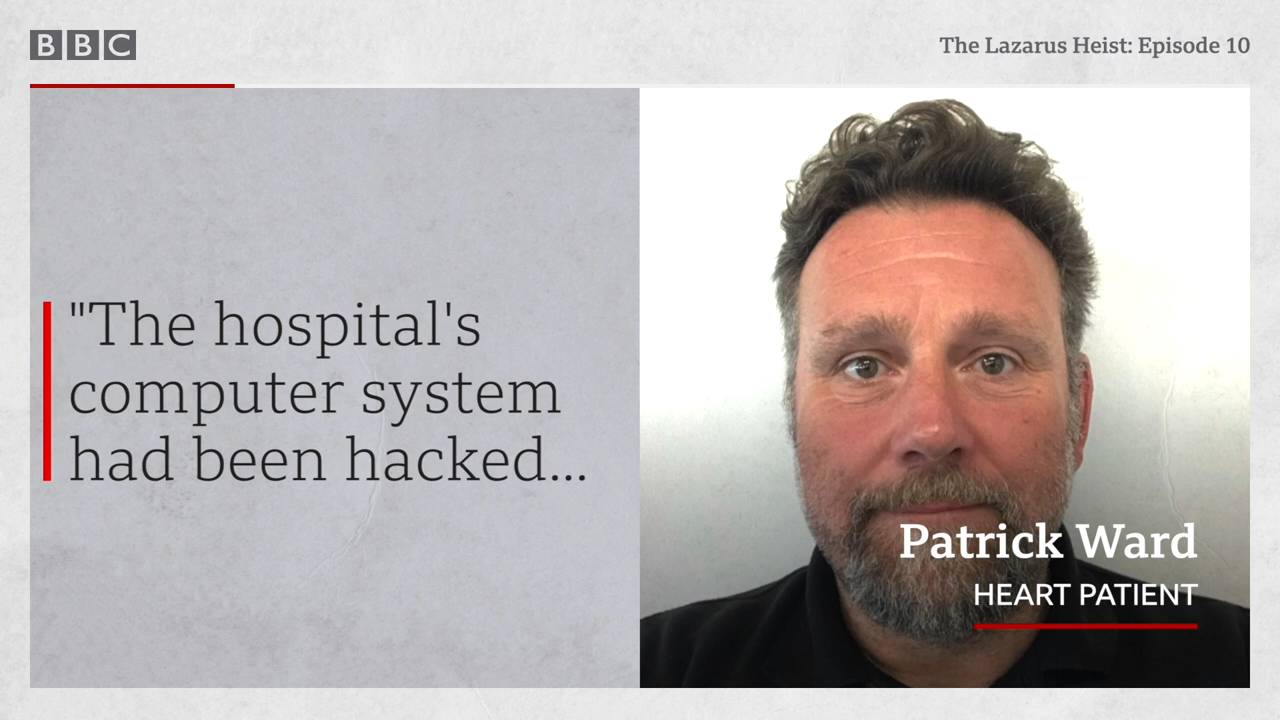 BBC
The Lazarus Heist: Episode 10
"The hospital's
computer system
had been hacked...
Patrick Ward
HEART PATIENT